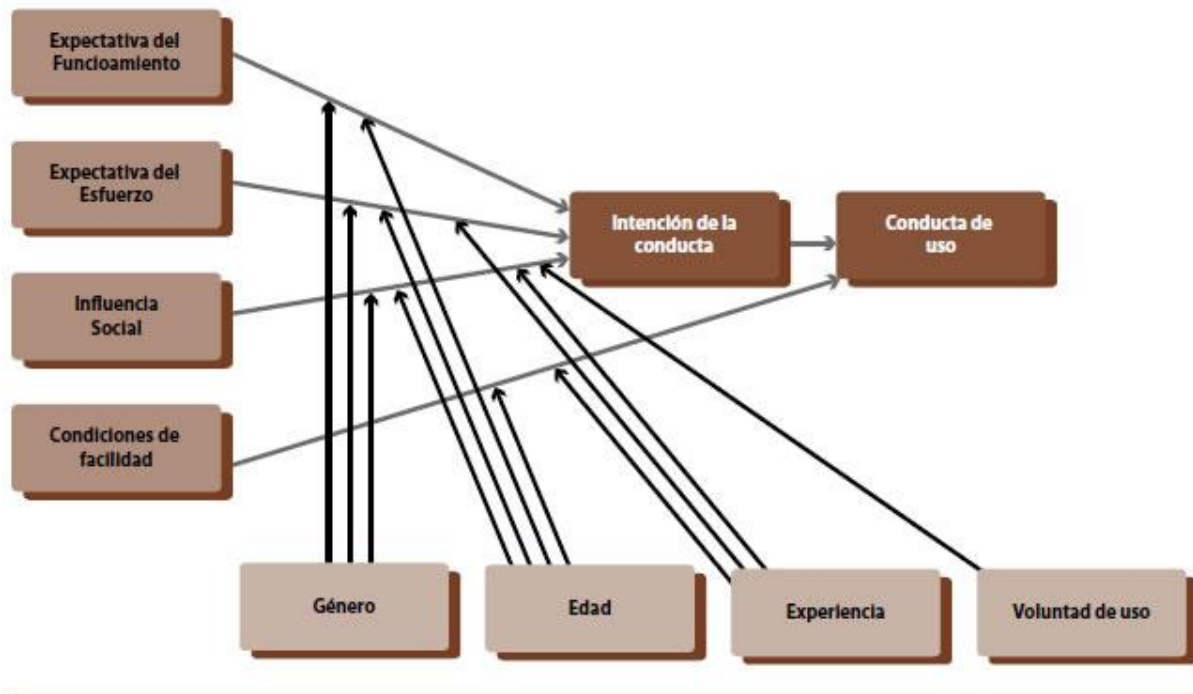 Expectativa del
Funcioamiento
Expectativa del
Esfuerzo
Influencia
Social
Condiciones de
facilidad
Intención de la
conducta
Conducta de
uso
Género
Edad
Experiencia
Voluntad de uso